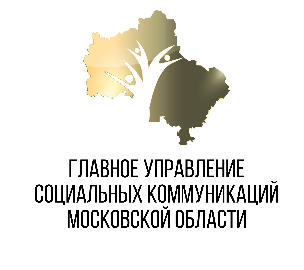 ГЛАВНОЕ УПРАВЛЕНИЕ
СОЦИАЛЬНЫХ КОММУНИКАЦИЙ
МОСКОВСКОЙ ОБЛАСТИ